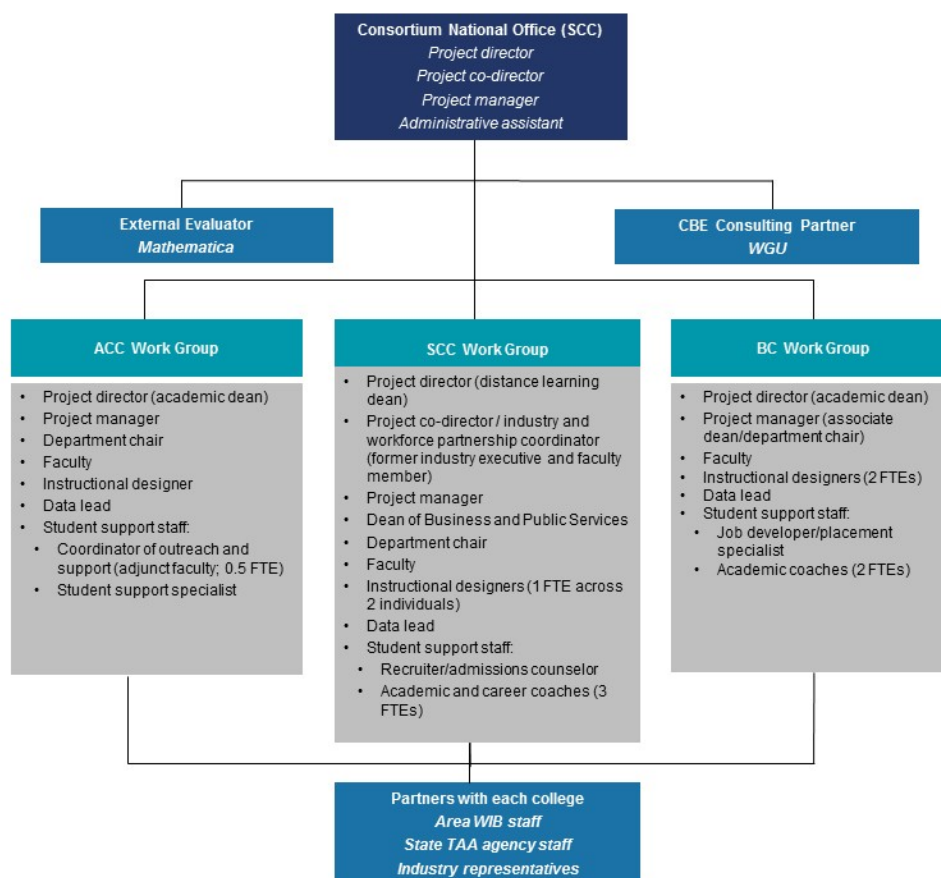 Consortium National Office (SCC)
Project director
Project co-director
Project manager
Administrative assistant
External Evaluator
Mathematica
CBE Consulting Partner
WGU
ACC Work Group
• Project director (academic dean)
• Project manager
• Department chair
• Faculty
• Instructional designer
• Data lead
• Student support staff:
• Coordinator of outreach and
support (adjunct faculty; 0.5 FTE)
• Student support specialist
SCC Work Group
• Project director (distance learning
dean)
• Project co-director / industry and
workforce partnership coordinator
(former industry executive and faculty
member)
• Project manager
• Dean of Business and Public Services
• Department chair
• Faculty
• Instructional designers (1 FTE across
2 individuals)
• Data lead
• Student support staff:
• Recruiter/admissions counselor
• Academic and career coaches (3
FTEs)
BC Work Group
• Project director (academic dean)
• Project manager (associate
dean/department chair)
• Faculty
• Instructional designers (2 FTEs)
• Data lead
• Student support staff:
• Job developer/placement
specialist
• Academic coaches (2 FTEs)
Partners with each college
Area WIB staff
State TAA agency staff
Industry representatives